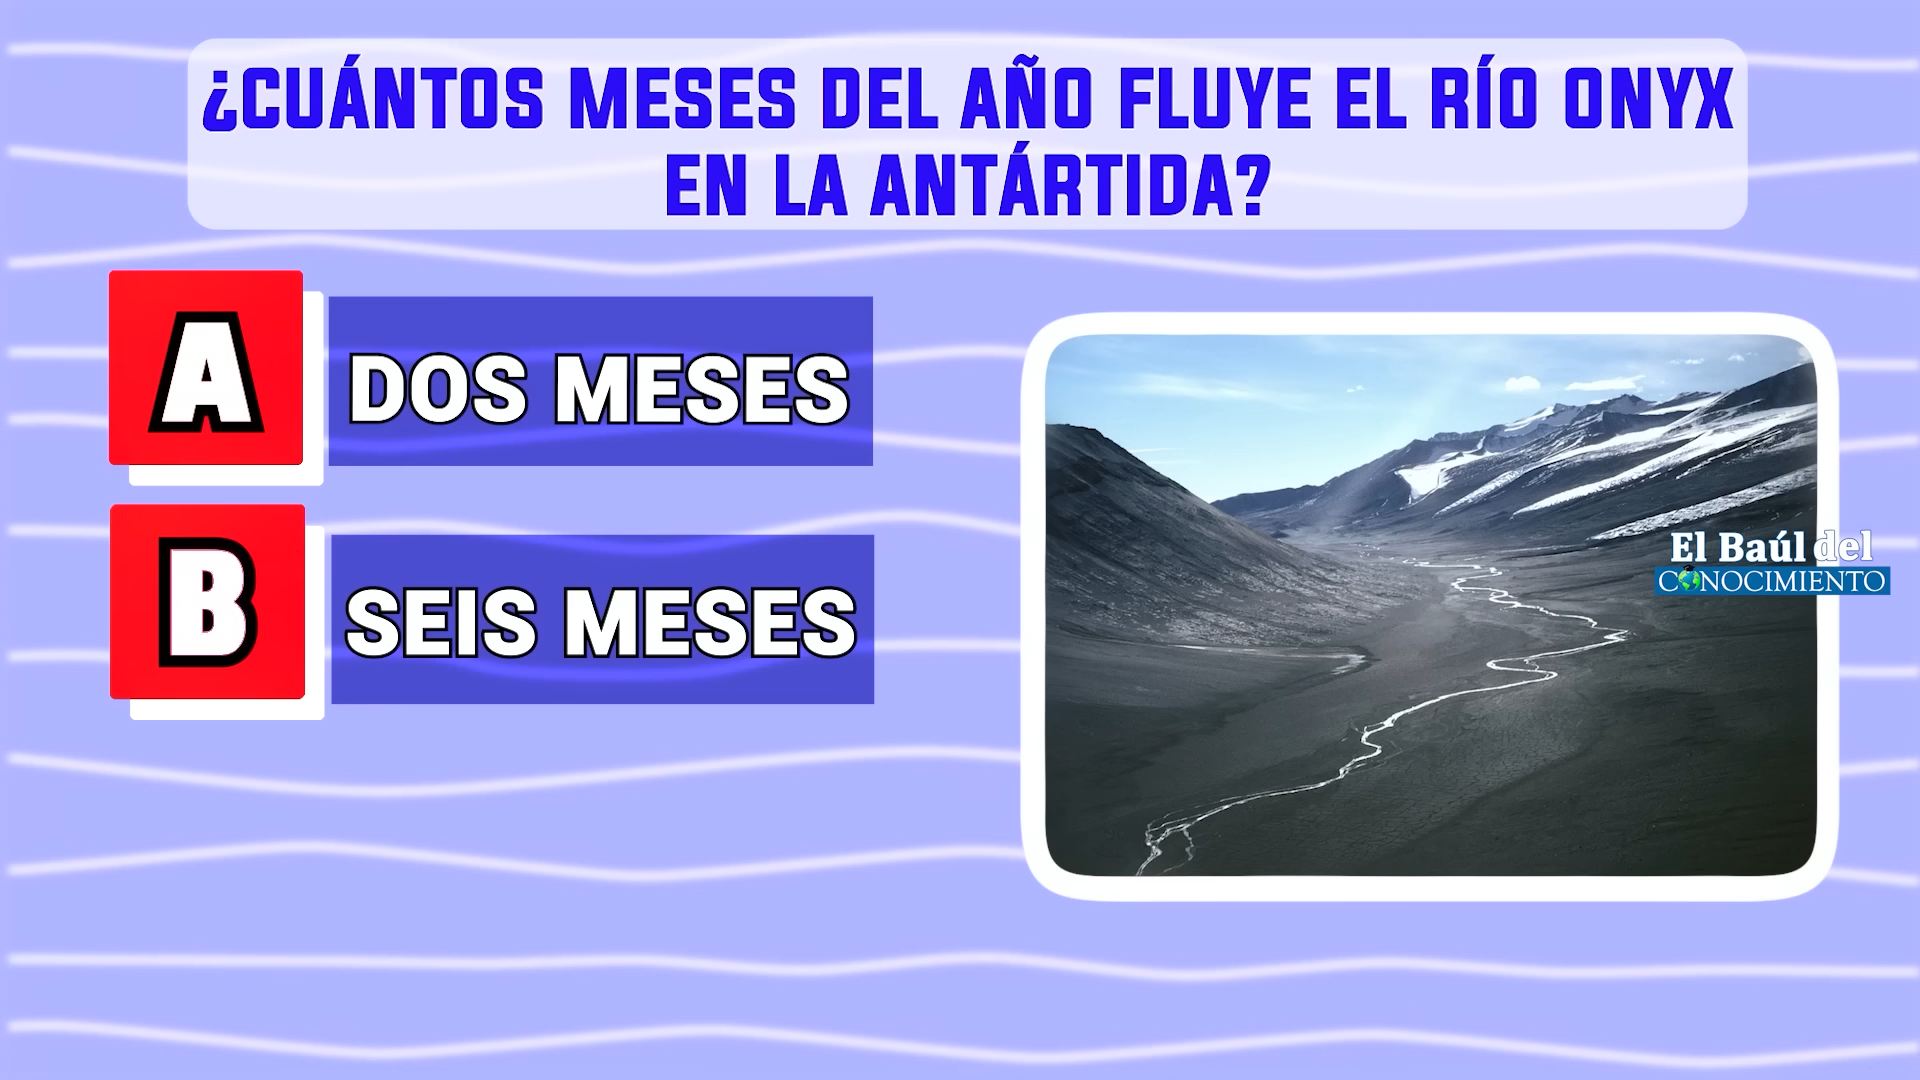 ¿CUÁNTOS MESES DEL AÑO FLUYE EL RÍO ONYX
EN LA ANTÁRTIDA?
A
DOS MESES
B
SEIS MESES
El Baúl del
CONOCIMIENTO